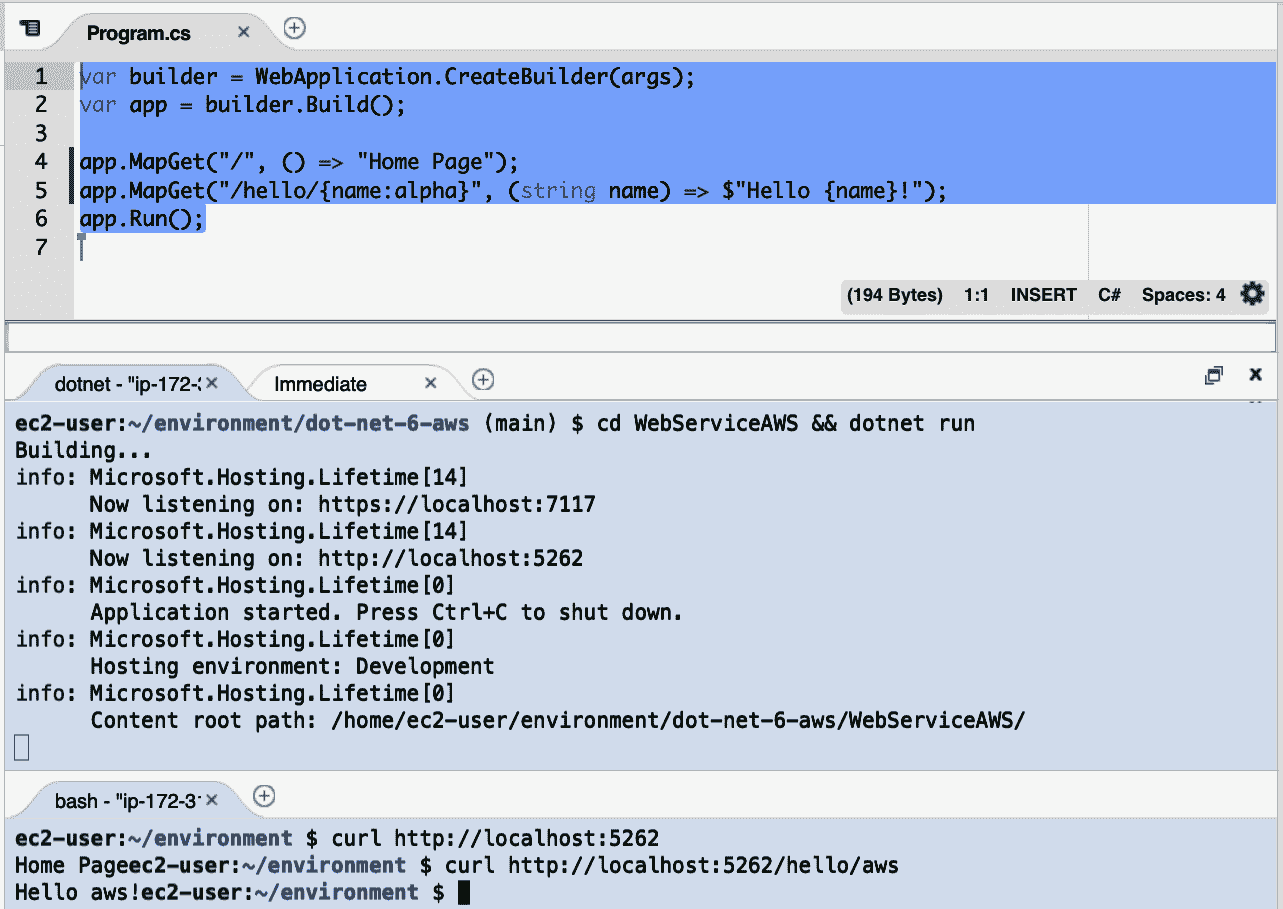 Program.cs
1 var builder = WebApplication.CreateBuilder(args);
2 var app = builder.Build();
3
4 app.MapGet("/", () => "Home Page");
5 app.MapGet("/hello/{name:alpha}", (string name) => $"Hello {name}!");
6 app.Run();
7
(194 Bytes) 1:1 INSERT C# Spaces: 4
dotnet - "ip-172-3 Immediate
ec2-user:~/environment/dot-net-6-aws (main) $ cd WebServiceAWS && dotnet run
Building...
info: Microsoft.Hosting.Lifetime[14]
Now listening on: https://localhost:7117
info: Microsoft.Hosting.Lifetime[14]
Now listening on: http://localhost:5262
info: Microsoft.Hosting.Lifetime[0]
Application started. Press Ctrl+C to shut down.
info: Microsoft.Hosting.Lifetime[0]
Hosting environment: Development
info: Microsoft.Hosting.Lifetime[0]
Content root path: /home/ec2-user/environment/dot-net-6-aws/WebServiceAWS/
bash - "ip-172-31
ec2-user:~/environment $ curl http://localhost:5262
Home Pageec2-user:~/environment $ curl http://localhost:5262/hello/aws
Hello aws!ec2-user:~/environment $